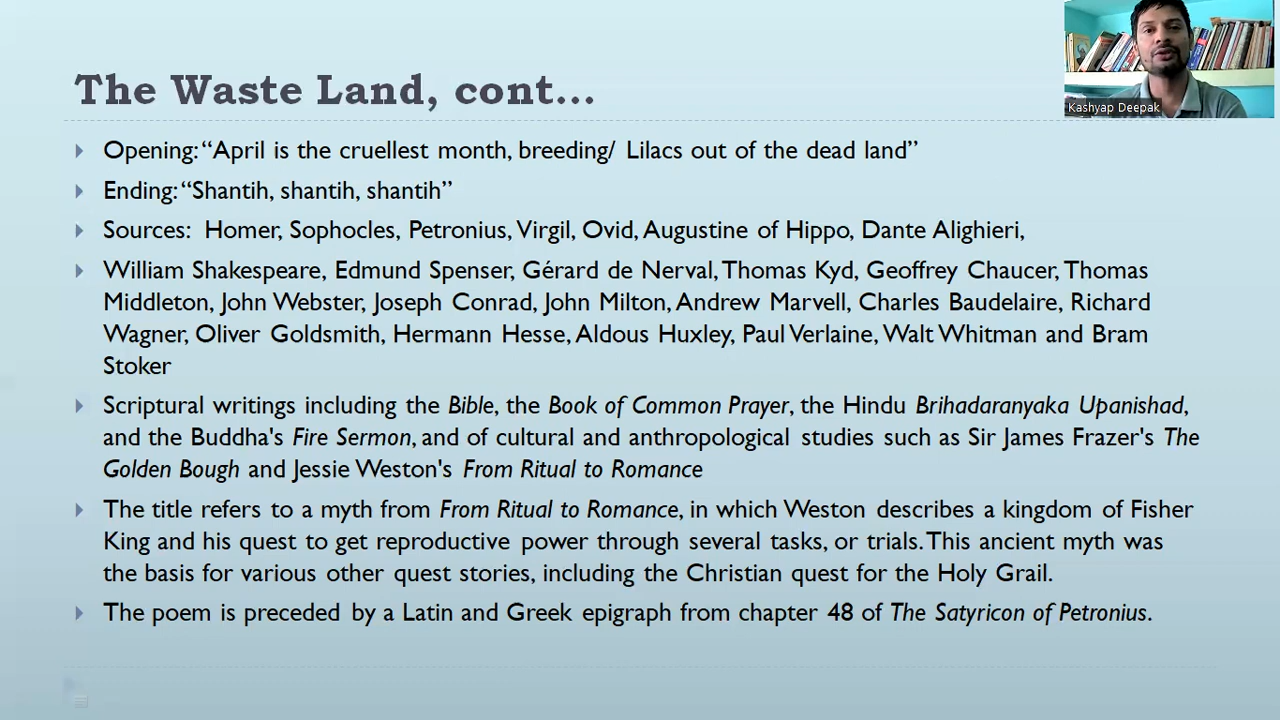 The Waste Land, cont...
Kashyap Deepak
Opening: “April is the cruellest month, breeding/ Lilacs out of the dead land”
Ending: “Shantih, shantih, shantih”
Sources: Homer, Sophocles, Petronius, Virgil, Ovid, Augustine of Hippo, Dante Alighieri,
William Shakespeare, Edmund Spenser, Gérard de Nerval, Thomas Kyd, Geoffrey Chaucer, Thomas
Middleton, John Webster, Joseph Conrad, John Milton, Andrew Marvell, Charles Baudelaire, Richard
Wagner, Oliver Goldsmith, Hermann Hesse, Aldous Huxley, Paul Verlaine, Walt Whitman and Bram
Stoker
Scriptural writings including the Bible, the Book of Common Prayer, the Hindu Brihadaranyaka Upanishad,
and the Buddha's Fire Sermon, and of cultural and anthropological studies such as Sir James Frazer's The
Golden Bough and Jessie Weston's From Ritual to Romance
The title refers to a myth from From Ritual to Romance, in which Weston describes a kingdom of Fisher
King and his quest to get reproductive power through several tasks, or trials. This ancient myth was
the basis for various other quest stories, including the Christian quest for the Holy Grail.
The poem is preceded by a Latin and Greek epigraph from chapter 48 of The Satyricon of Petronius.